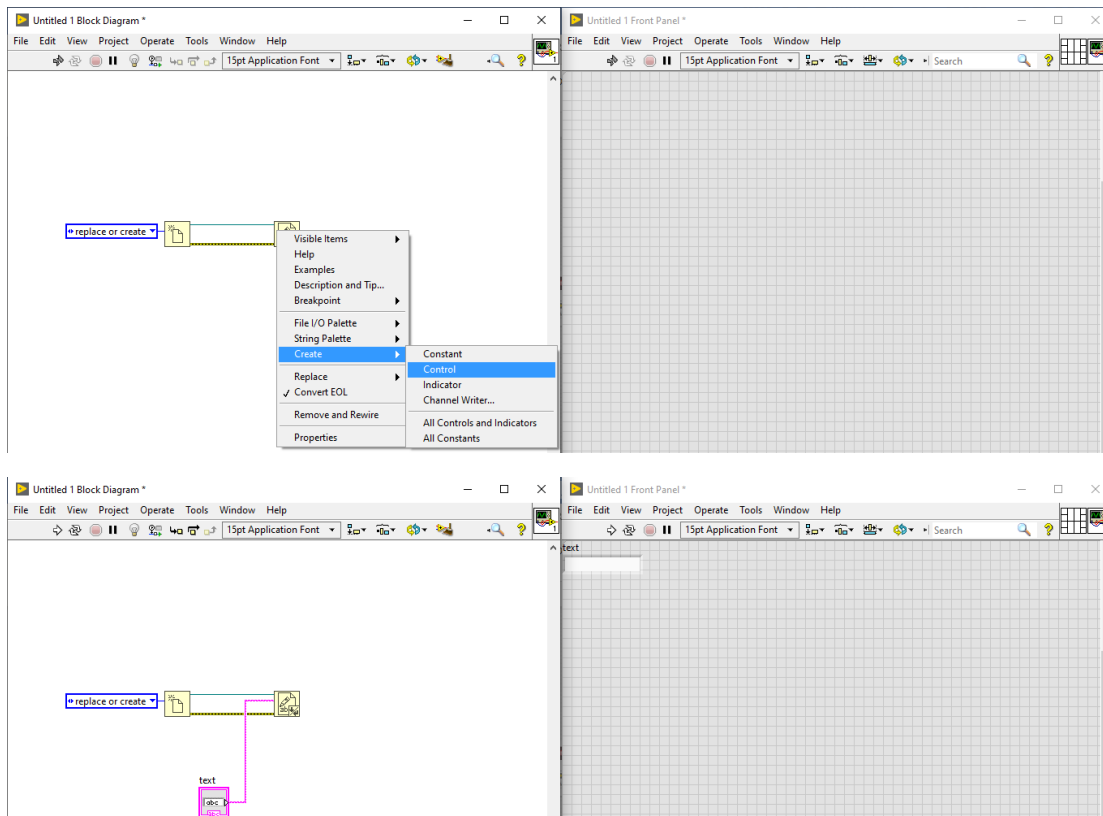 Untitled 1 Block Diagram *
File Edit View Project Operate Tools Window Help
15pt Application Font
Untitled 1 Front Panel *
File Edit View Project Operate Tools Window Help
15pt Application Font
Search
1
replace or create
Visible Items
Help
Examples
Description and Tip...
Breakpoint
File I/O Palette
String Palette
Create
Replace
Convert EOL
Remove and Rewire
Properties
Constant
Control
Indicator
Channel Writer...
All Controls and Indicators
All Constants
Untitled 1 Block Diagram *
File Edit View Project Operate Tools Window Help
15pt Application Font
1
Untitled 1 Front Panel *
File Edit View Project Operate Tools Window Help
15pt Application Font
Search
text
replace or create
text
abc
abc